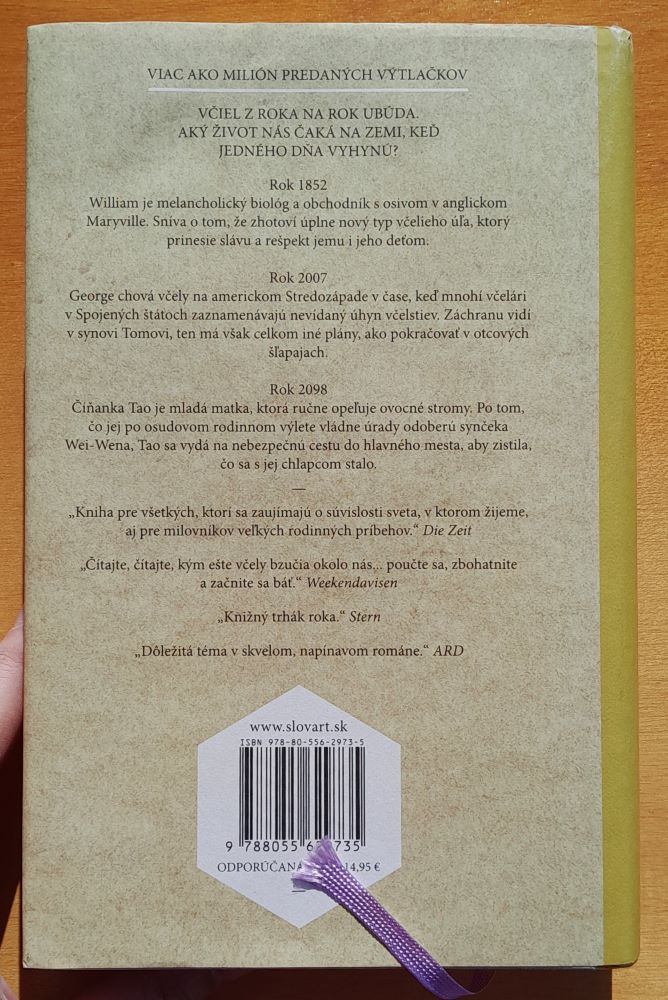 VIAC AKO MILIÓN PREDANÝCH VÝTLAČKOV
VČIEL Z ROKA NA ROK UBÚDA.
AKÝ ŽIVOT NÁS ČAKÁ NA ZEMI, KEĎ
JEDNÉHO DŇA VYHYNÚ?
Rok 1852
William je melancholický biológ a obchodník s osivom v anglickom
Maryville. Sníva o tom, že zhotoví úplne nový typ včelieho úľa, ktorý
prinesie slávu a rešpekt jemu i jeho deťom.
Rok 2007
George chová včely na americkom Stredozápade v čase, keď mnohí včelári
v Spojených štátoch zaznamenávajú nevídaný úhyn včelstiev. Záchranu vidí
v synovi Tomovi, ten má však celkom iné plány, ako pokračovať v otcových
šľapajach.
Rok 2098
Číňanka Tao je mladá matka, ktorá ručne opeľuje ovocné stromy. Po tom,
čo jej po osudovom rodinnom výlete vládne úrady odoberú synčeka
Wei-Wena, Tao sa vydá na nebezpečnú cestu do hlavného mesta, aby zistila,
čo sa s jej chlapcom stalo.
—
„Kniha pre všetkých, ktorí sa zaujímajú o súvislosti sveta, v ktorom žijeme,
aj pre milovníkov veľkých rodinných príbehov.“ Die Zeit
„Čítajte, čítajte, kým ešte včely bzučia okolo nás... poučte sa, zbohatnite
a začnite sa báť.“ Weekendavisen
„Knižný trhák roka.“ Stern
„Dôležitá téma v skvelom, napínavom románe.“ ARD
www.slovart.sk
ISBN 978-80-556-2973-5
9 788055 6 735
ODPORÚČANÁ 14,95 €